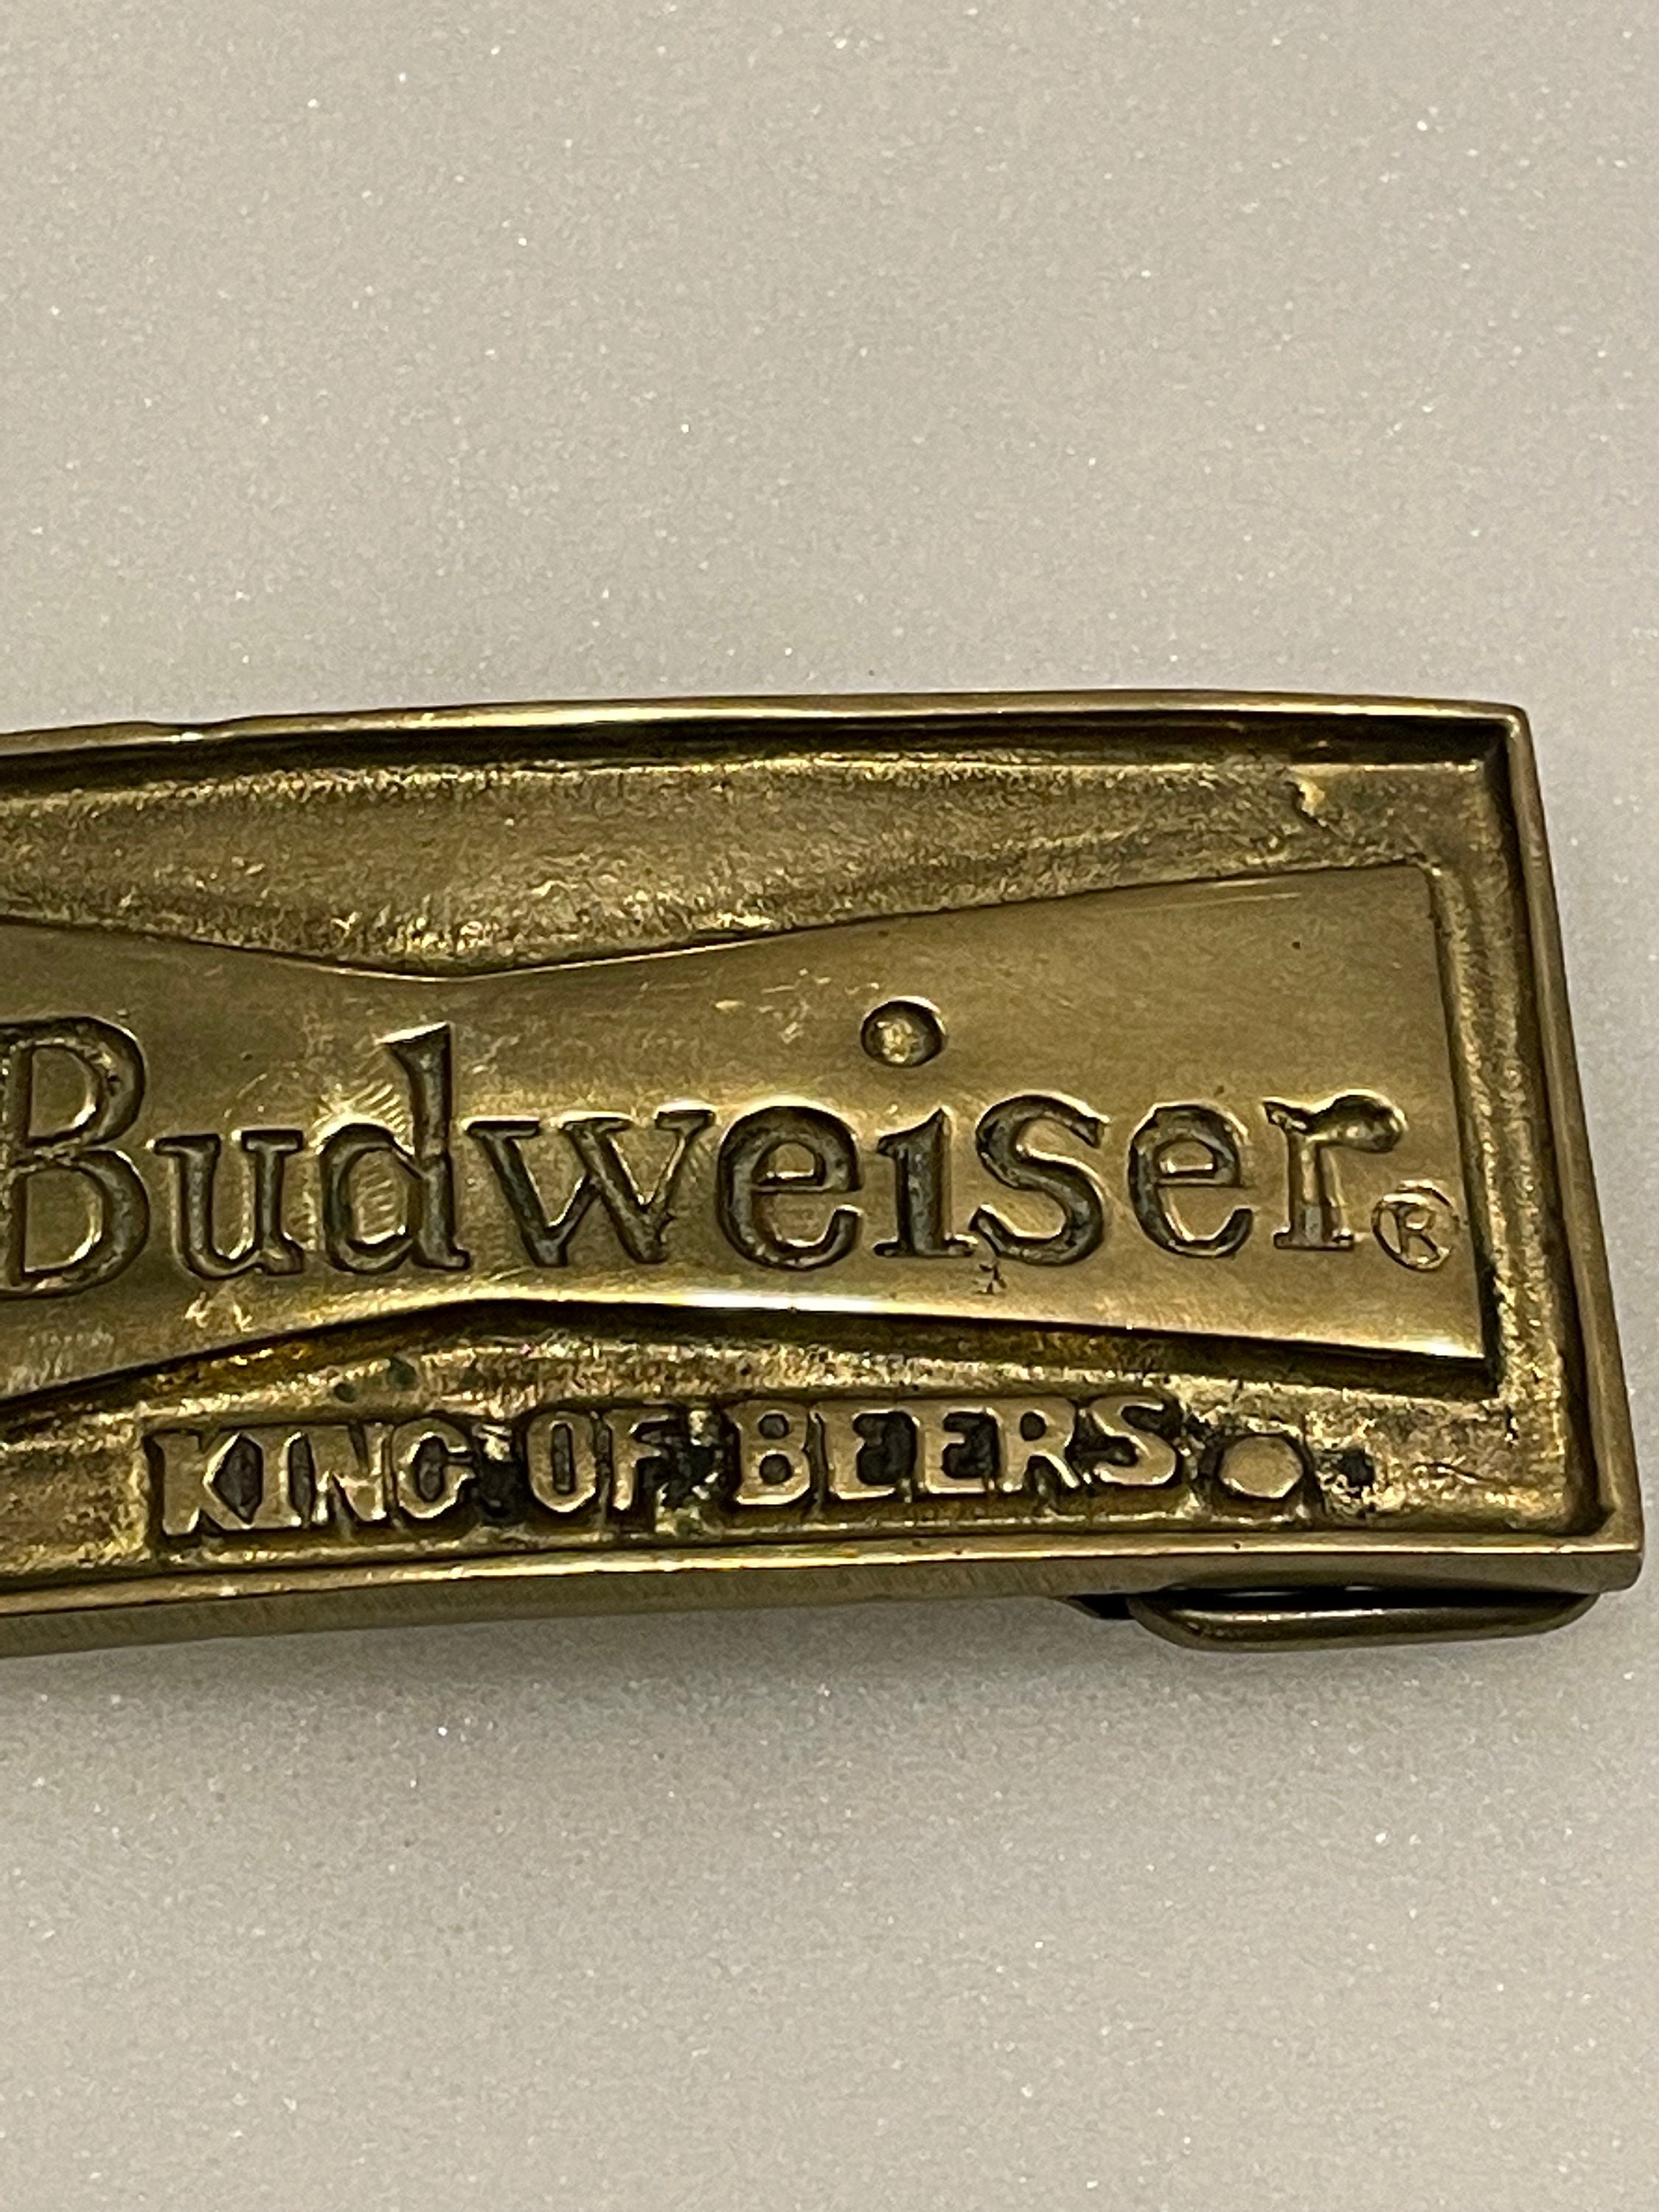 Budweiser®
KING OF BEERS